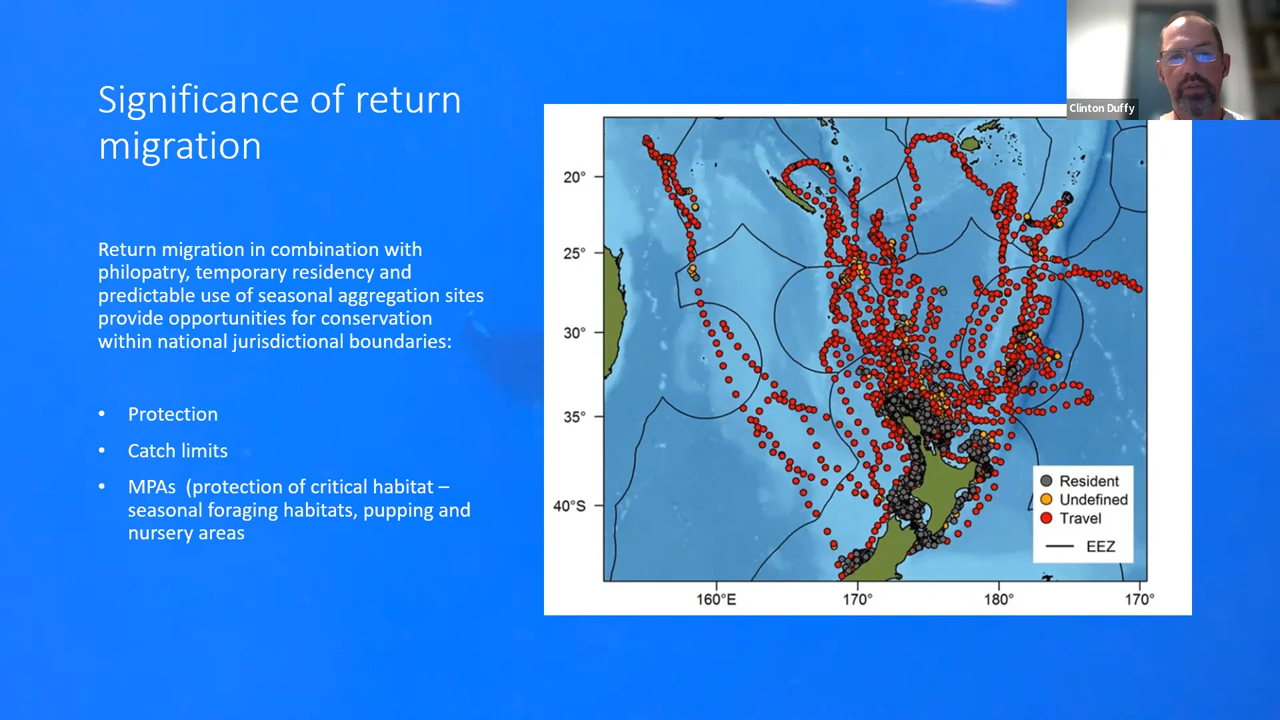 Significance of return
migration
Return migration in combination with
philopatry, temporary residency and
predictable use of seasonal aggregation sites
provide opportunities for conservation
within national jurisdictional boundaries:
• Protection
• Catch limits
• MPAs  (protection of critical habitat –
seasonal foraging habitats, pupping and
nursery areas
Clinton Duffy
20°
25°
30°
35°
40°S
160°E
170°
180°
170°
Resident
Undefined
Travel
EEZ